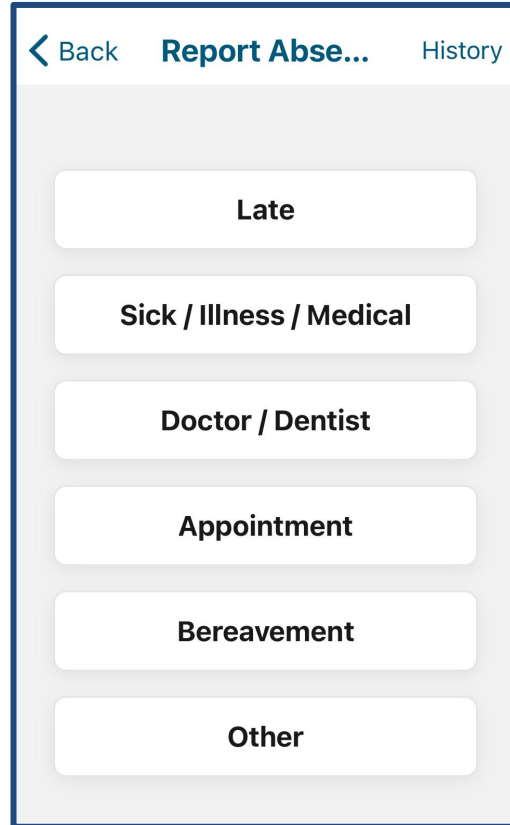 Back Report Abse... History
Late
Sick / Illness / Medical
Doctor / Dentist
Appointment
Bereavement
Other